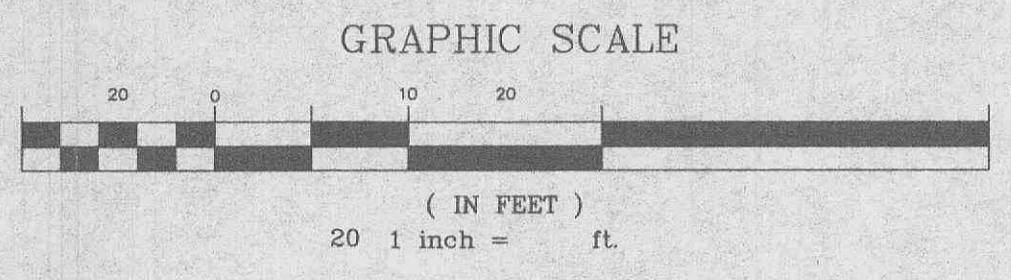 GRAPHIC SCALE
20 0 10 20
( IN FEET )
20 1 inch = ft.